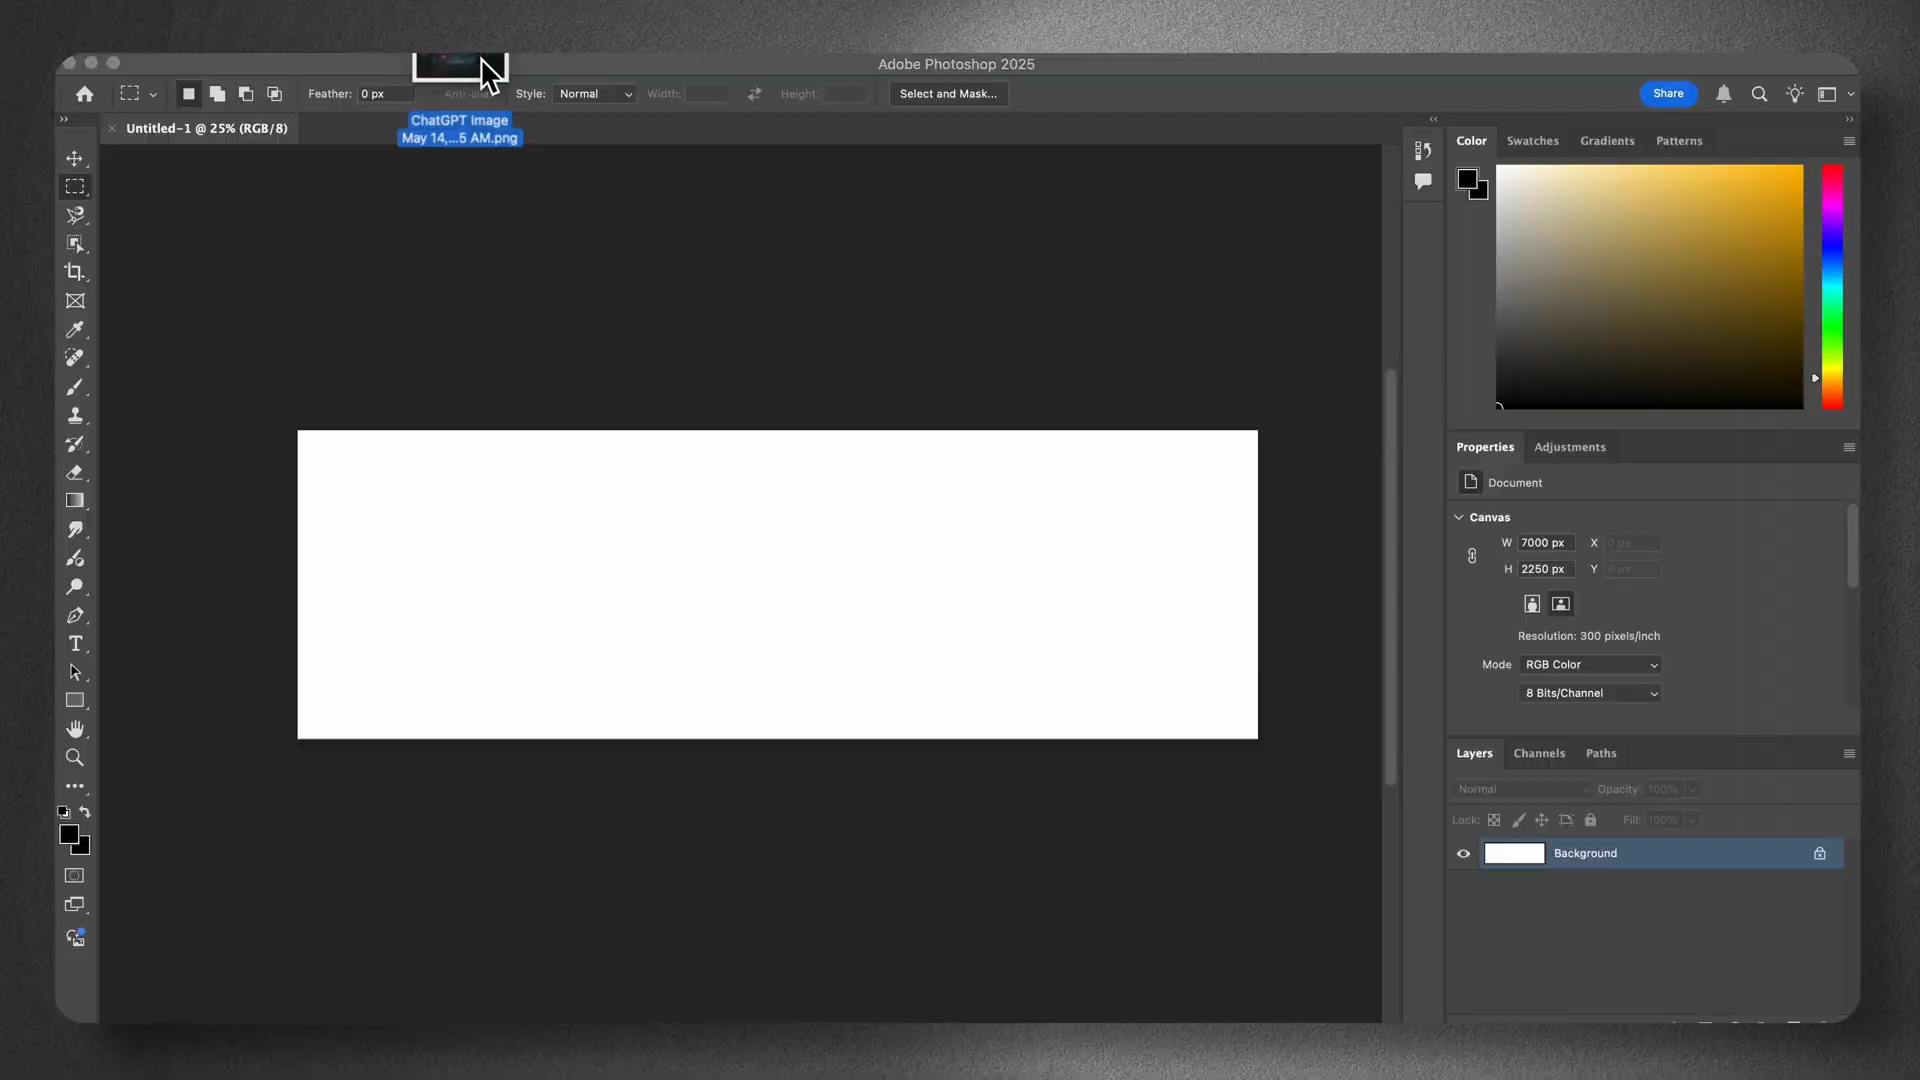 Adobe Photoshop 2025
Feather: 0 px Anti-alias Style: Normal Width: Height: Select and Mask... Share
Untitled-1 @ 25% (RGB/8)
ChatGPT Image
May 14,...5 AM.png
Color Swatches Gradients Patterns
Properties Adjustments
Document
Canvas
W 7000 px X 0 px
H 2250 px Y 0 px
Resolution: 300 pixels/inch
Mode RGB Color
8 Bits/Channel
Layers Channels Paths
Normal Opacity: 100%
Lock: Fill: 100%
Background